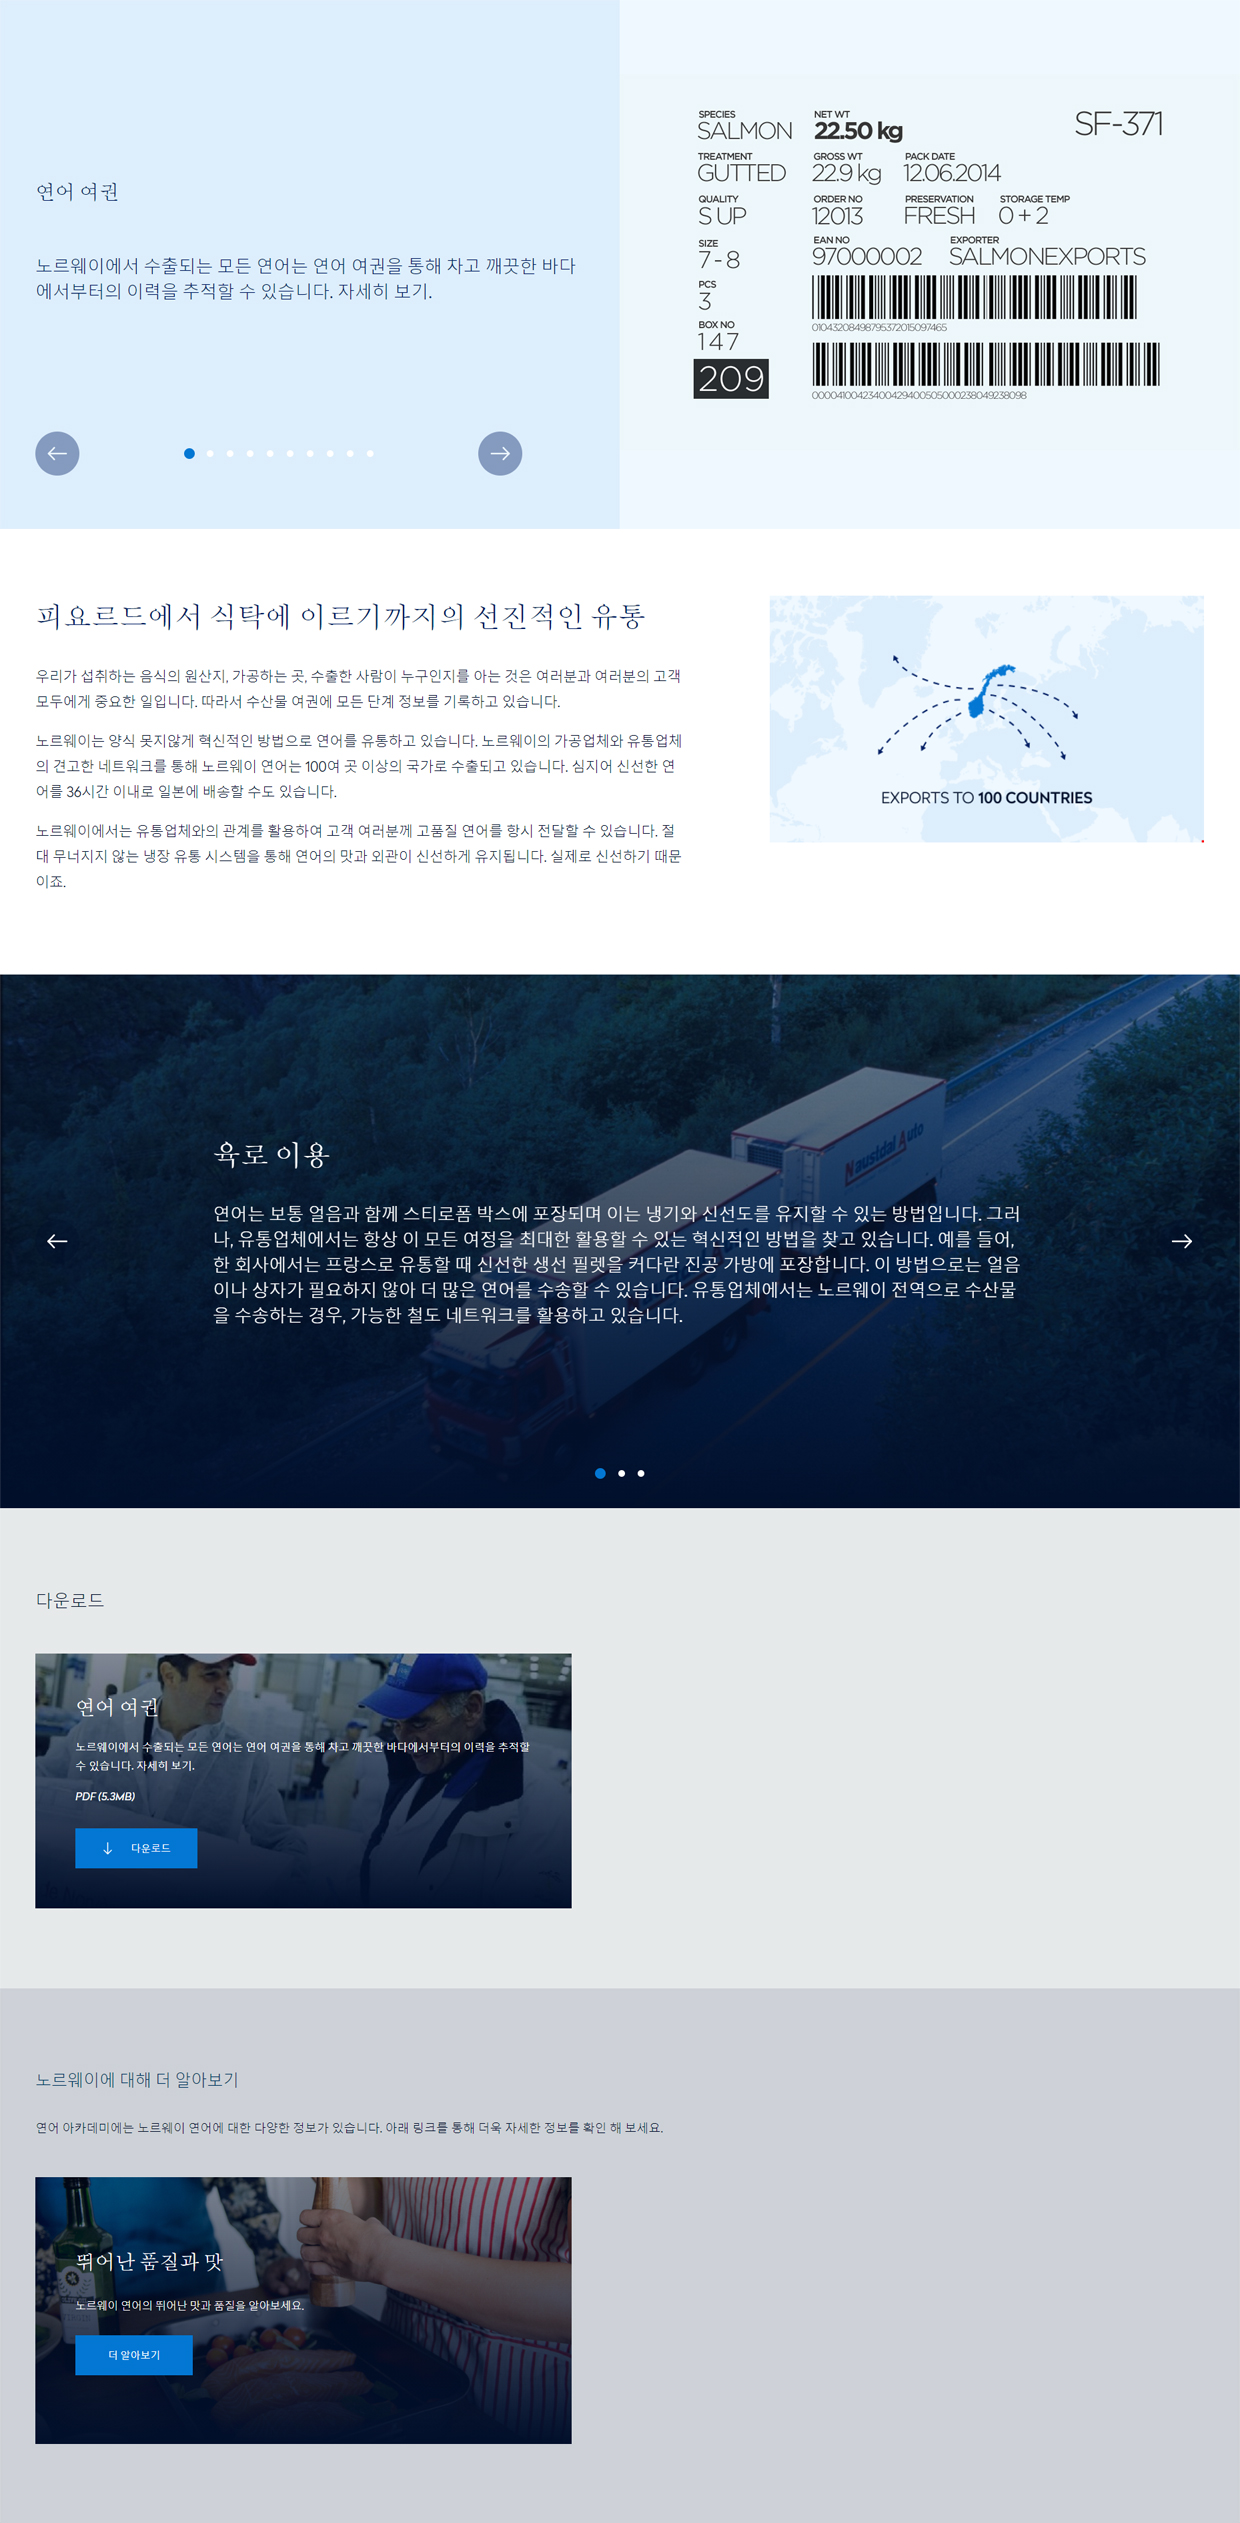 연어 여권
노르웨이에서 수출되는 모든 연어는 연어 여권을 통해 차고 깨끗한 바다
에서부터의 이력을 추적할 수 있습니다. 자세히 보기.
SPECIES
SALMON
NET WT
22.50 kg
SF-371
TREATMENT
GUTTED
GROSS WT
22.9 kg
PACK DATE
12.06.2014
QUALITY
S UP
ORDER NO
12013
PRESERVATION
FRESH
STORAGE TEMP
0 + 2
SIZE
7-8
EAN NO
97000002
EXPORTER
SALMONEXPORTS
PCS
3
01043208498795372015097465
BOX NO
147
209
00004100423400429400505000238049238098
피요르드에서 식탁에 이르기까지의 선진적인 유통
우리가 섭취하는 음식의 원산지, 가공하는 곳, 수출한 사람이 누구인지를 아는 것은 여러분과 여러분의 고객
모두에게 중요한 일입니다. 따라서 수산물 여권에 모든 단계 정보를 기록하고 있습니다.
노르웨이는 양식 못지않게 혁신적인 방법으로 연어를 유통하고 있습니다. 노르웨이의 가공업체와 유통업체
의 견고한 네트워크를 통해 노르웨이 연어는 100여 곳 이상의 국가로 수출되고 있습니다. 심지어 신선한 연
어를 36시간 이내로 일본에 배송할 수도 있습니다.
노르웨이에서는 유통업체와의 관계를 활용하여 고객 여러분께 고품질 연어를 항시 전달할 수 있습니다. 절
대 무너지지 않는 냉장 유통 시스템을 통해 연어의 맛과 외관이 신선하게 유지됩니다. 실제로 신선하기 때문
이죠.
EXPORTS TO 100 COUNTRIES
Naustdal Auto
육로 이용
연어는 보통 얼음과 함께 스티로폼 박스에 포장되며 이는 냉기와 신선도를 유지할 수 있는 방법입니다. 그러
나, 유통업체에서는 항상 이 모든 여정을 최대한 활용할 수 있는 혁신적인 방법을 찾고 있습니다. 예를 들어,
한 회사에서는 프랑스로 유통할 때 신선한 생선 필렛을 커다란 진공 가방에 포장합니다. 이 방법으로는 얼음
이나 상자가 필요하지 않아 더 많은 연어를 수송할 수 있습니다. 유통업체에서는 노르웨이 전역으로 수산물
을 수송하는 경우, 가능한 철도 네트워크를 활용하고 있습니다.
다운로드
연어 여권
노르웨이에서 수출되는 모든 연어는 연어 여권을 통해 차고 깨끗한 바다에서부터의 이력을 추적할
수 있습니다. 자세히 보기.
PDF (5.3MB)
다운로드
노르웨이에 대해 더 알아보기
연어 아카데미에는 노르웨이 연어에 대한 다양한 정보가 있습니다. 아래 링크를 통해 더욱 자세한 정보를 확인 해 보세요.
뛰어난 품질과 맛
노르웨이 연어의 뛰어난 맛과 품질을 알아보세요.
더 알아보기